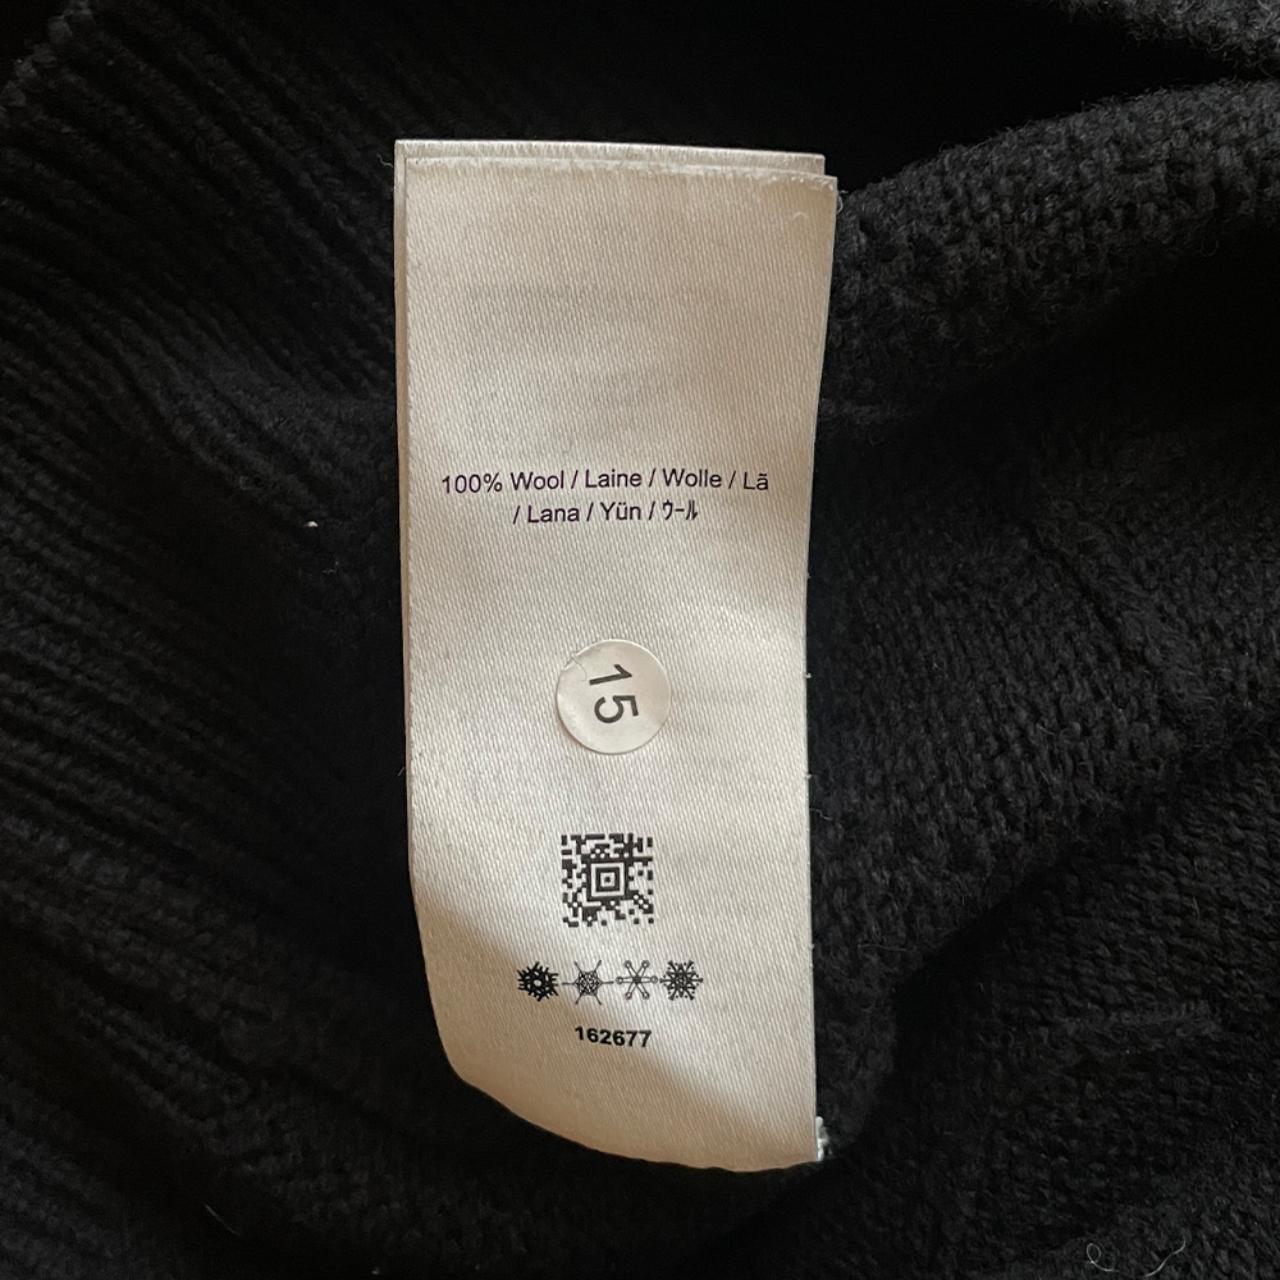 100% Wool / Laine / Wolle / Lã
/ Lana / Yün / ウール
15
162677